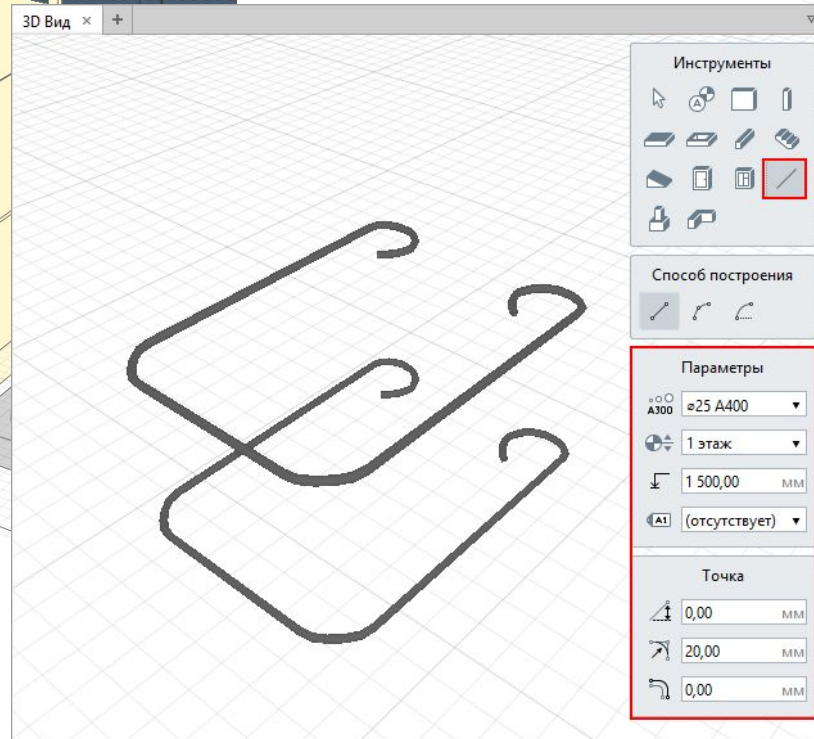 3D Вид × +
Инструменты
A
Способ построения
Параметры
A300 ⌀25 A400
1 этаж
1 500,00 мм
A1 (отсутствует)
Точка
0,00 мм
20,00 мм
0,00 мм